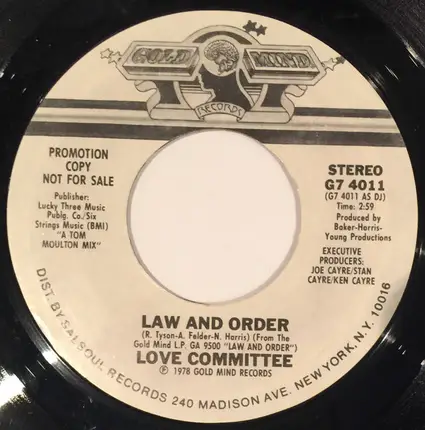 GOLD MIND
RECORDS
PROMOTION
COPY
NOT FOR SALE
Publisher:
Lucky Three Music
Publg. Co./Six
Strings Music (BMI)
"A TOM
MOULTON MIX"
STEREO
G7 4011
(G7 4011 AS DJ)
Time: 2:59
Produced by
Baker-Harris-
Young Productions
EXECUTIVE
PRODUCERS:
JOE CAYRE/STAN
CAYRE/KEN CAYRE
LAW AND ORDER
(R. Tyson-A. Felder-N. Harris) (From The
Gold Mind L.P. GA 9500 "LAW AND ORDER")
LOVE COMMITTEE
℗ 1978 GOLD MIND RECORDS
DIST. BY SALSOUL RECORDS 240 MADISON AVE. NEW YORK, N.Y. 10016